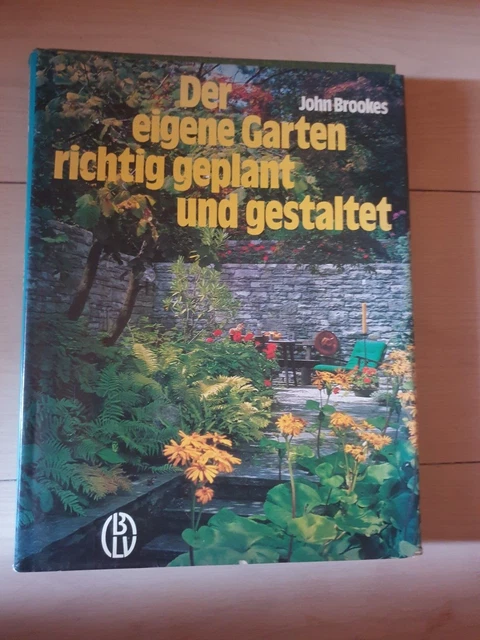 John Brookes
Der
eigene Garten
richtig geplant
und gestaltet
BLV